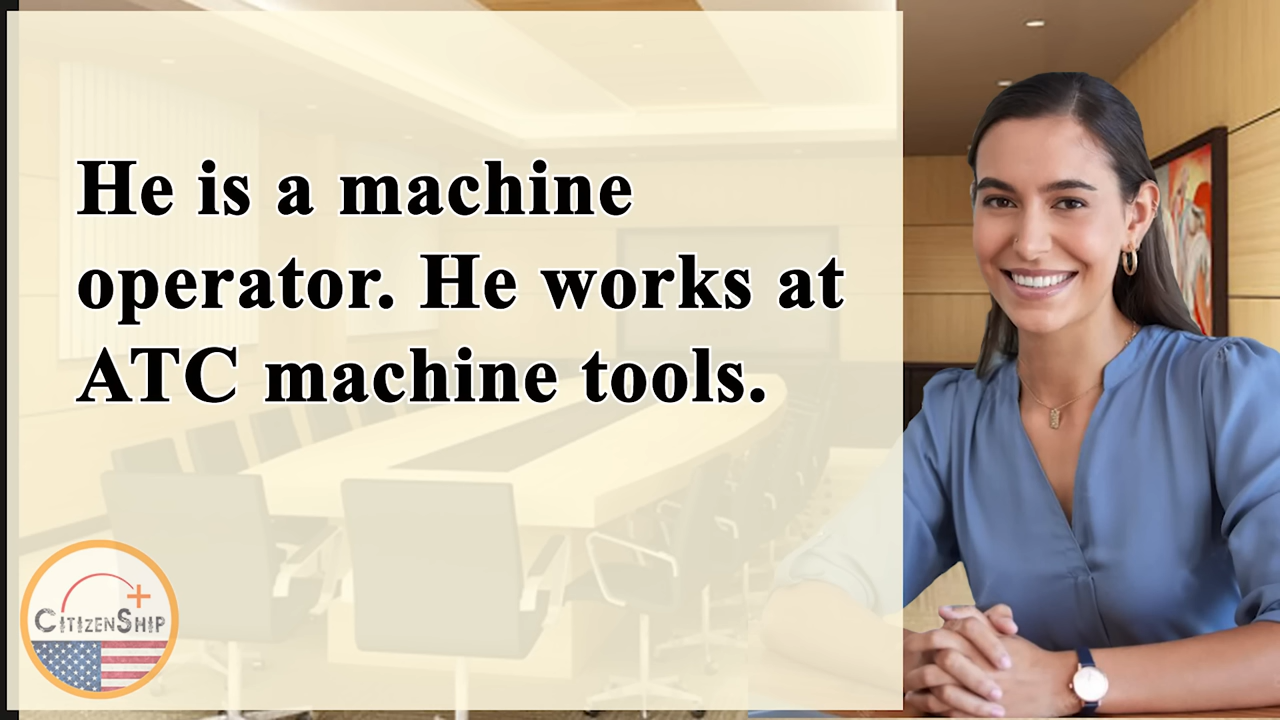 He is a machine
operator. He works at
ATC machine tools.
CITIZENSHIP